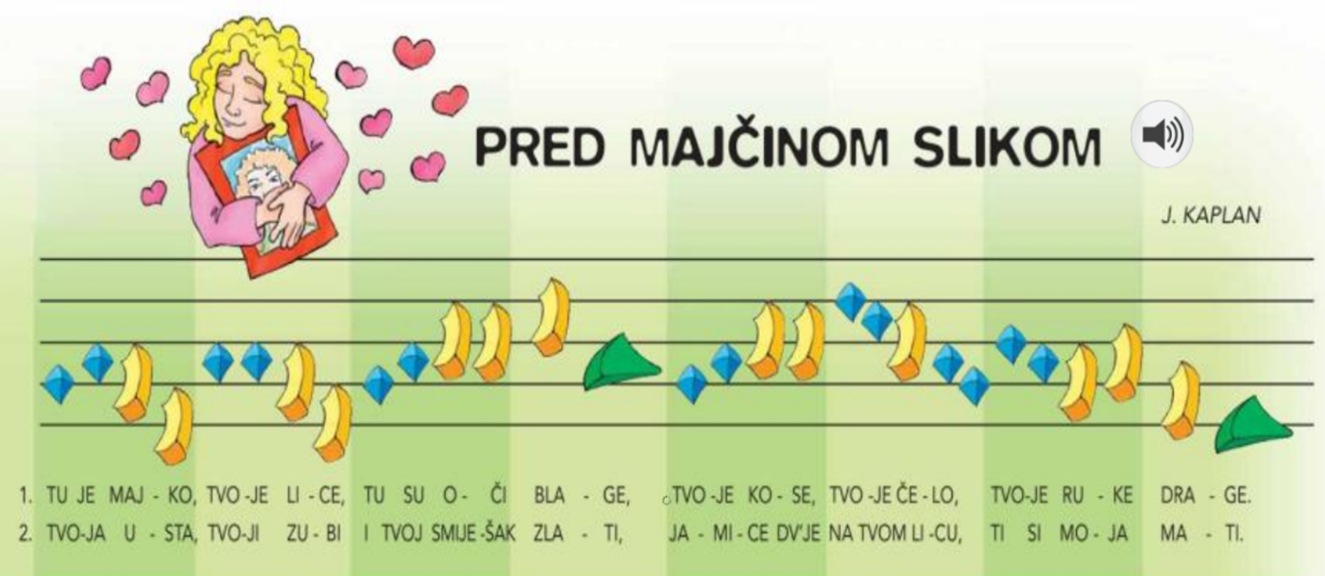 PRED MAJČINOM SLIKOM
J. KAPLAN
1. TU JE MAJ - KO, TVO -JE LI - CE, TU SU O - ČI BLA - GE, TVO -JE KO - SE, TVO -JE ČE - LO, TVO-JE RU - KE DRA - GE.
2. TVO-JA U - STA, TVO-JI ZU - BI I TVOJ SMIJE-ŠAK ZLA - TI, JA - MI - CE DV'JE NA TVOM LI -CU, TI SI MO - JA MA - TI.